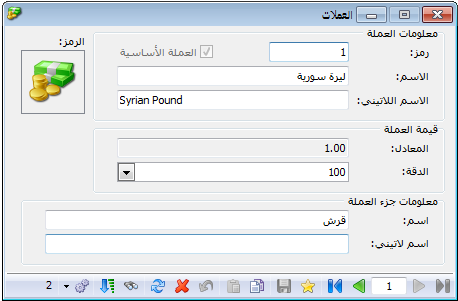 العملات
معلومات العملة
الرمز:
رمز: 1 العملة الأساسية
الاسم: ليرة سورية
الاسم اللاتيني: Syrian Pound
قيمة العملة
المعادل: 1.00
الدقة: 100
معلومات جزء العملة
اسم: قرش
اسم لاتيني:
1
2